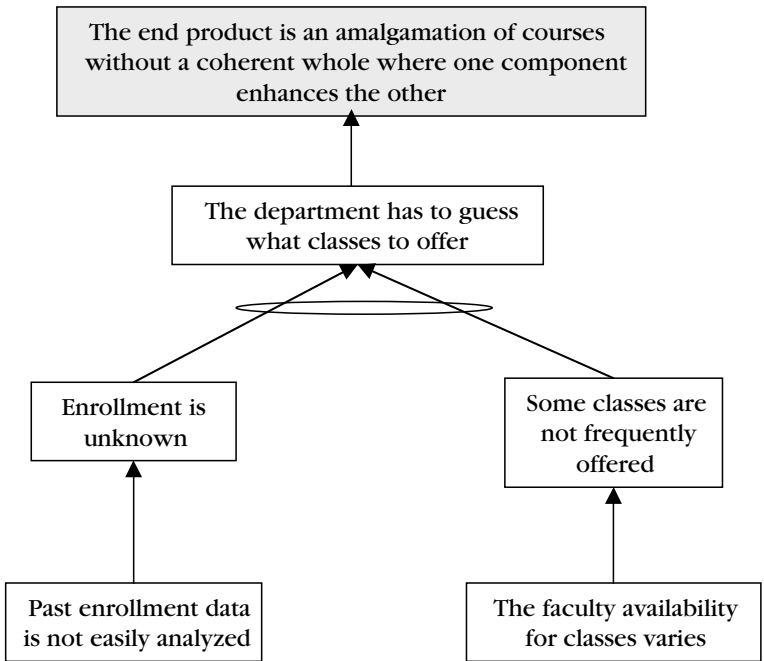 The end product is an amalgamation of courses
without a coherent whole where one component
enhances the other
The department has to guess
what classes to offer
Enrollment is
unknown
Some classes are
not frequently
offered
Past enrollment data
is not easily analyzed
The faculty availability
for classes varies